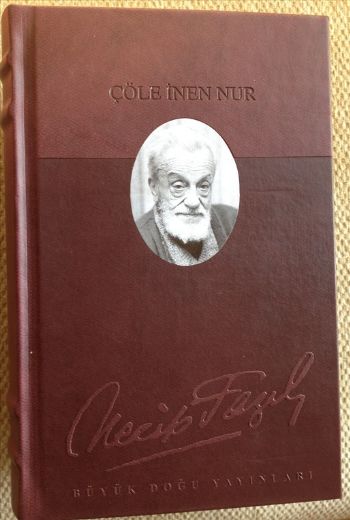 ÇÖLE İNEN NUR
Necip Fazıl
BÜYÜK DOĞU YAYINLARI